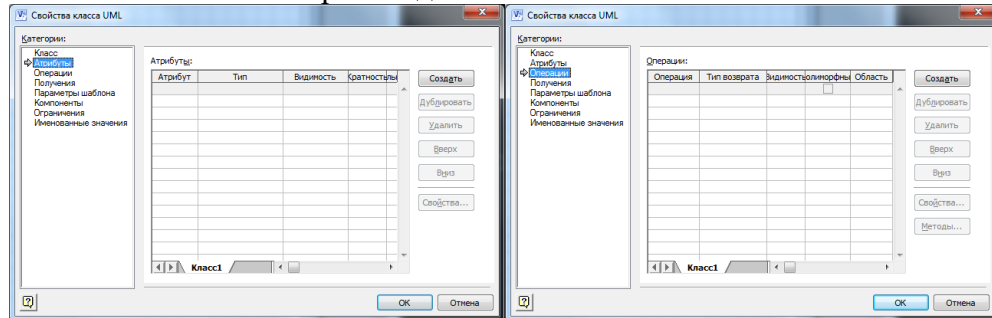 Свойства класса UML
Категории:
Класс
Атрибуты
Операции
Получения
Параметры шаблона
Компоненты
Ограничения
Именованные значения
Атрибуты:
Атрибут Тип Видимость Кратность
Создать
Дублировать
Удалить
Вверх
Вниз
Свойства...
Класс1
ОК Отмена
Свойства класса UML
Категории:
Класс
Атрибуты
Операции
Получения
Параметры шаблона
Компоненты
Ограничения
Именованные значения
Операции:
Операция Тип возврата Видимость олиморфны Область
Создать
Дублировать
Удалить
Вверх
Вниз
Свойства...
Методы...
Класс1
ОК Отмена